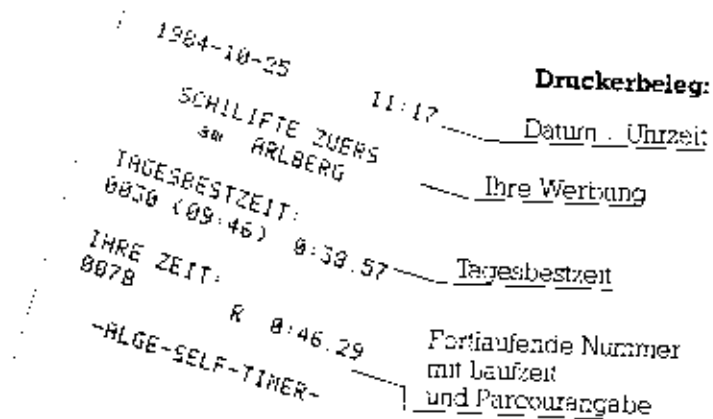 1984-10-25 11:17
SCHILIFTE ZUERS
am ARLBERG
TAGESBESTZEIT:
0030 (09:46) 0:38.57
IHRE ZEIT:
0078 R 0:46.29
-ALGE-SELF-TIMER-
Druckerbeleg:
Datum . Uhrzeit
Ihre Werbung
Tagesbestzeit
Fortlaufende Nummer
mit Laufzeit
und Parcourangabe